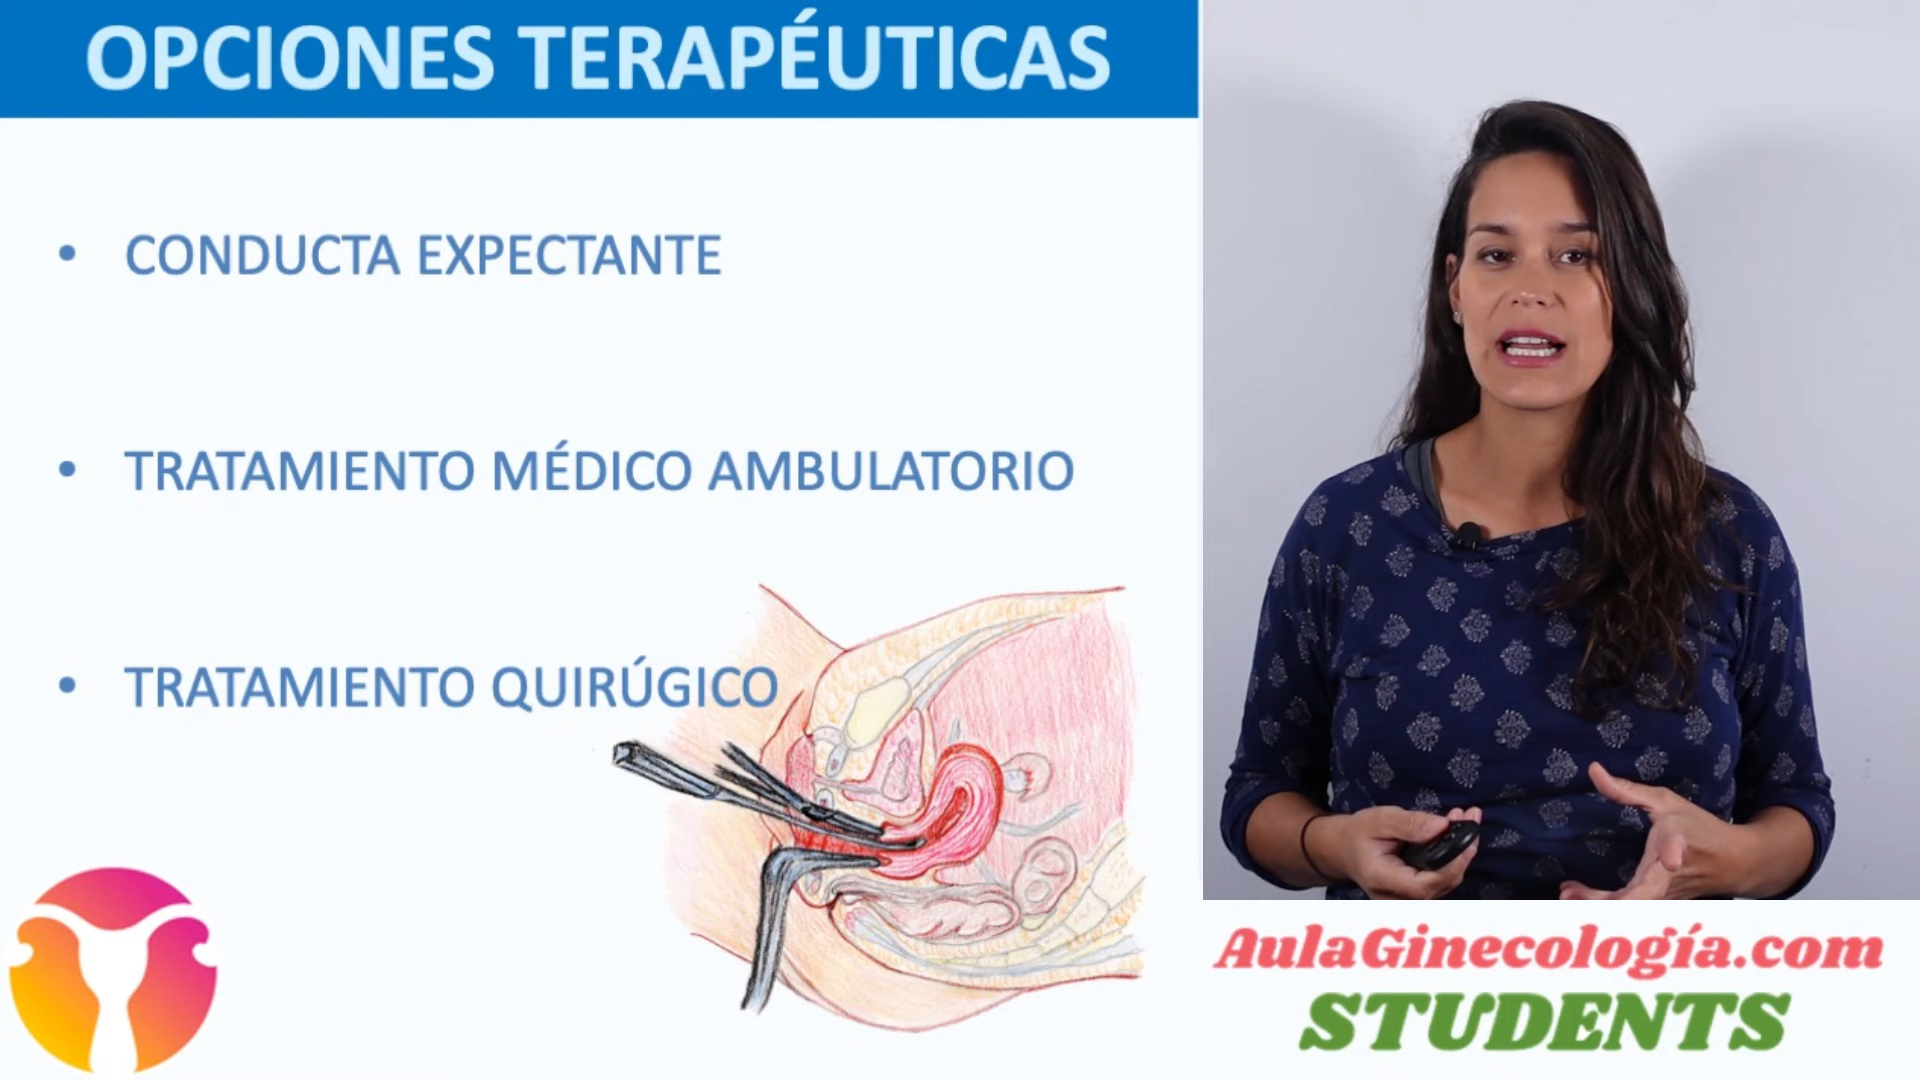 OPCIONES TERAPÉUTICAS
• CONDUCTA EXPECTANTE
• TRATAMIENTO MÉDICO AMBULATORIO
• TRATAMIENTO QUIRÚGICO
AulaGinecología.com
STUDENTS